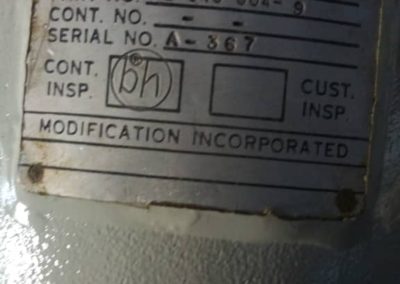 CONT. NO. - -
SERIAL NO. A-367
CONT. INSP. bh CUST. INSP.
MODIFICATION INCORPORATED